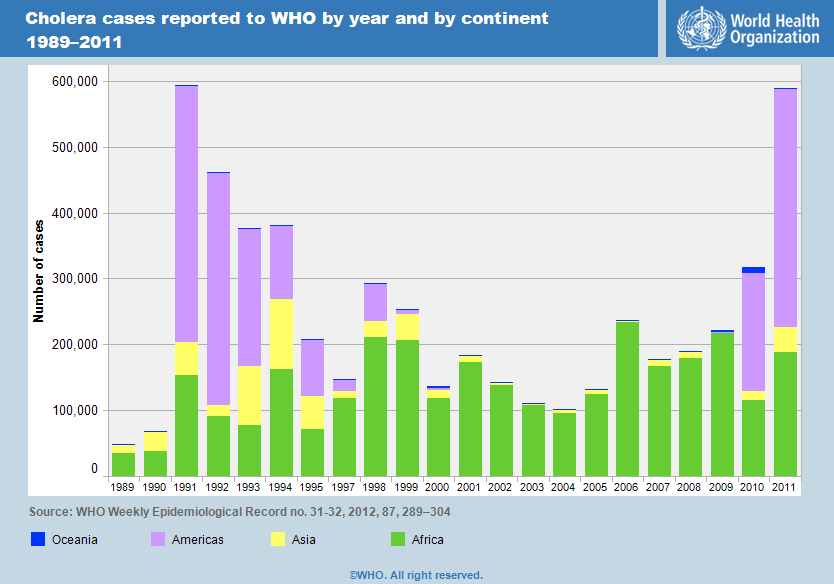 Cholera cases reported to WHO by year and by continent
1989–2011
World Health
Organization
600,000
500,000
400,000
300,000
200,000
100,000
0
Number of cases
1989 1990 1991 1992 1993 1994 1995 1997 1998 1999 2000 2001 2002 2003 2004 2005 2006 2007 2008 2009 2010 2011
Source: WHO Weekly Epidemiological Record no. 31-32, 2012, 87, 289–304
Oceania Americas Asia Africa
©WHO. All right reserved.